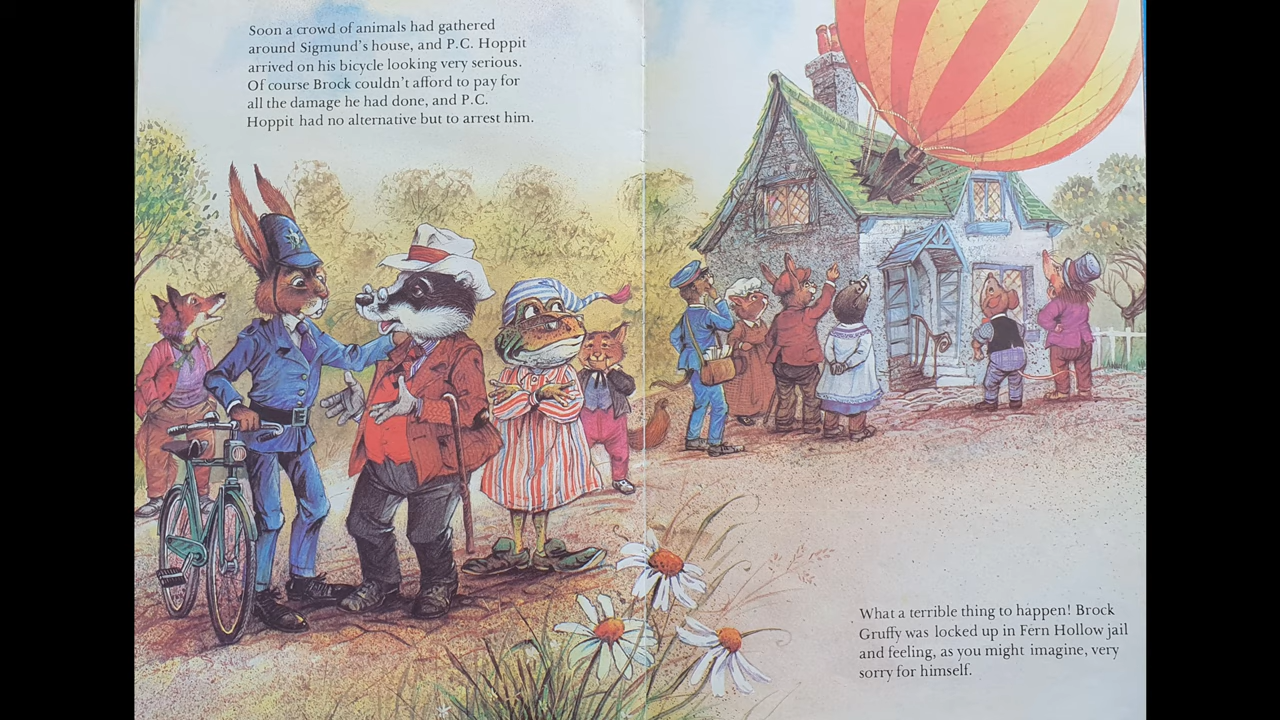 Soon a crowd of animals had gathered
around Sigmund's house, and P.C. Hoppit
arrived on his bicycle looking very serious.
Of course Brock couldn't afford to pay for
all the damage he had done, and P.C.
Hoppit had no alternative but to arrest him.
What a terrible thing to happen! Brock
Gruffy was locked up in Fern Hollow jail
and feeling, as you might imagine, very
sorry for himself.